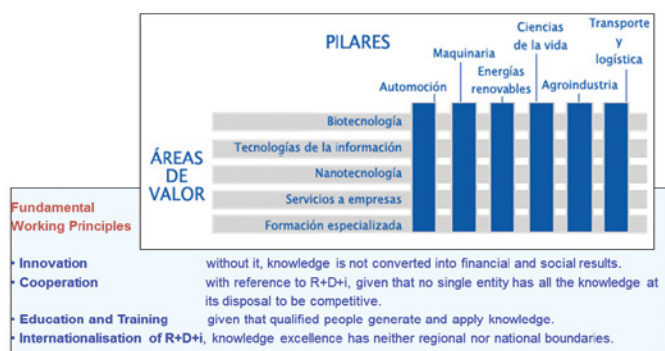 PILARES
Automoción
Maquinaria
Energías
renovables
Ciencias
de la vida
Agroindustria
Transporte
y
logística
ÁREAS
DE
VALOR
Biotecnología
Tecnologías de la información
Nanotecnología
Servicios a empresas
Formación especializada
Fundamental
Working Principles
• Innovation without it, knowledge is not converted into financial and social results.
• Cooperation with reference to R+D+i, given that no single entity has all the knowledge at
its disposal to be competitive.
• Education and Training given that qualified people generate and apply knowledge.
• Internationalisation of R+D+i, knowledge excellence has neither regional nor national boundaries.